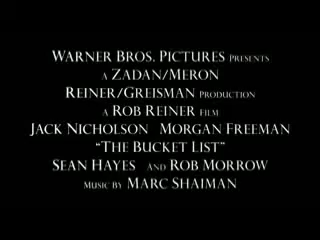 WARNER BROS. PICTURES PRESENTS
A ZADAN/MERON
REINER/GREISMAN PRODUCTION
A ROB REINER FILM
JACK NICHOLSON MORGAN FREEMAN
"THE BUCKET LIST"
SEAN HAYES AND ROB MORROW
MUSIC BY MARC SHAIMAN